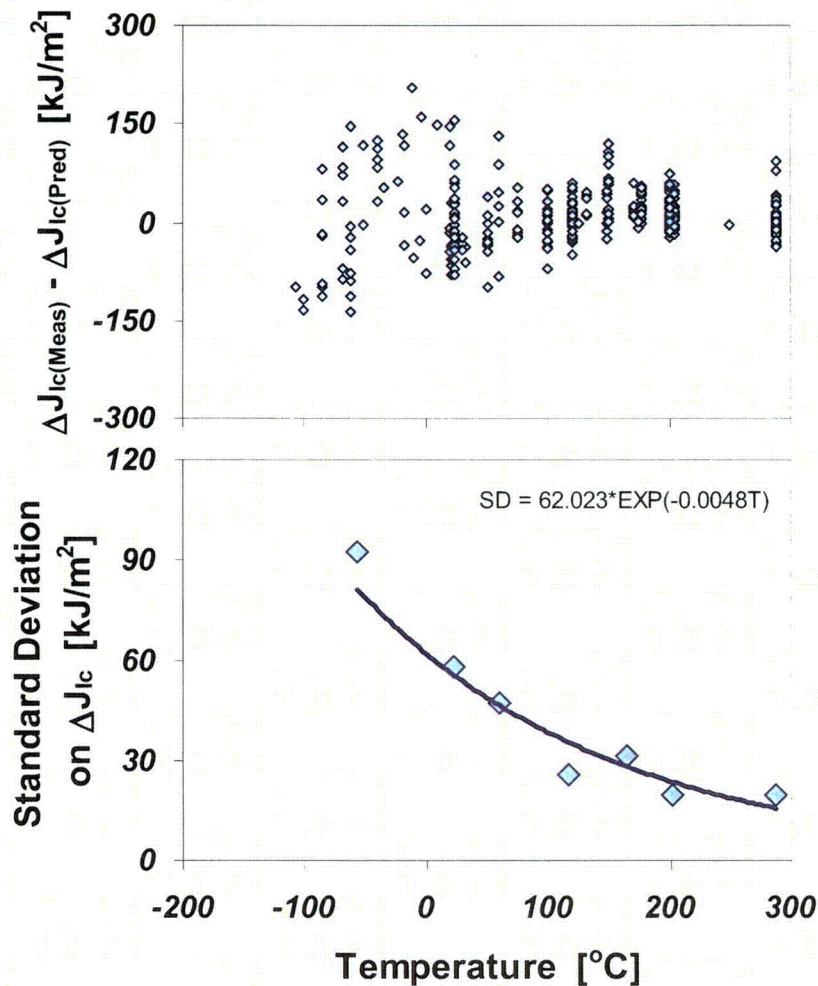 300
150
0
-150
-300
ΔJIc(Meas) - ΔJIc(Pred) [kJ/m²]
120
90
60
30
0
Standard Deviation
on ΔJIc [kJ/m²]
SD = 62.023*EXP(-0.0048T)
-200 -100 0 100 200 300
Temperature [°C]